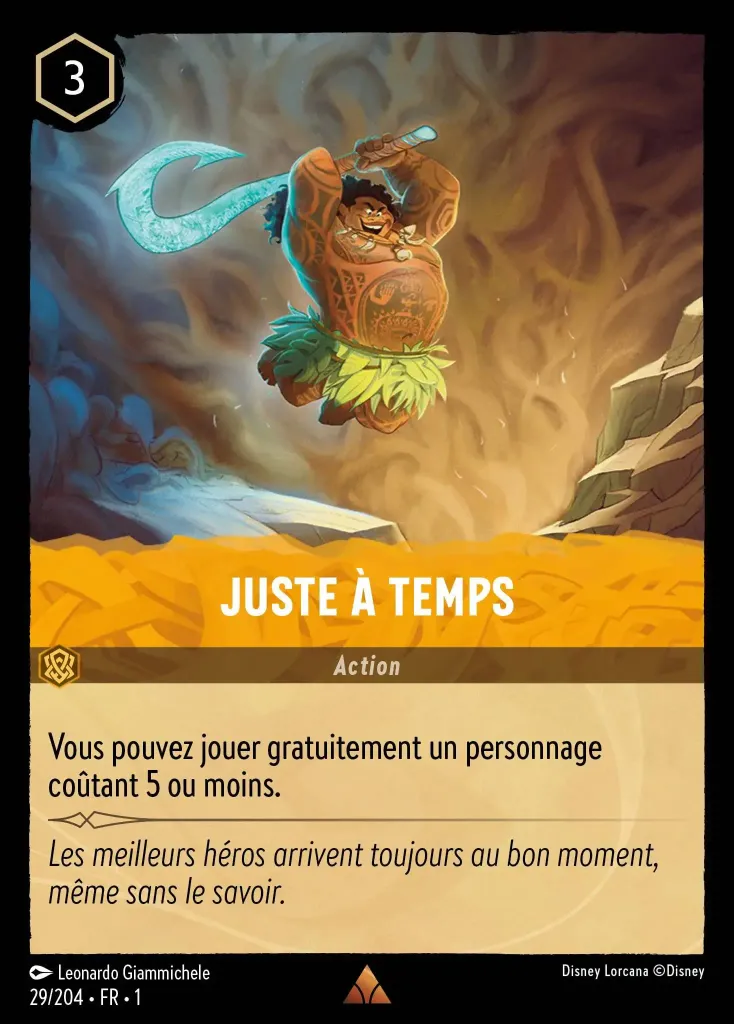 3
JUSTE À TEMPS
Action
Vous pouvez jouer gratuitement un personnage
coûtant 5 ou moins.
Les meilleurs héros arrivent toujours au bon moment,
même sans le savoir.
Leonardo Giammichele
Disney Lorcana ©Disney
29/204 • FR • 1